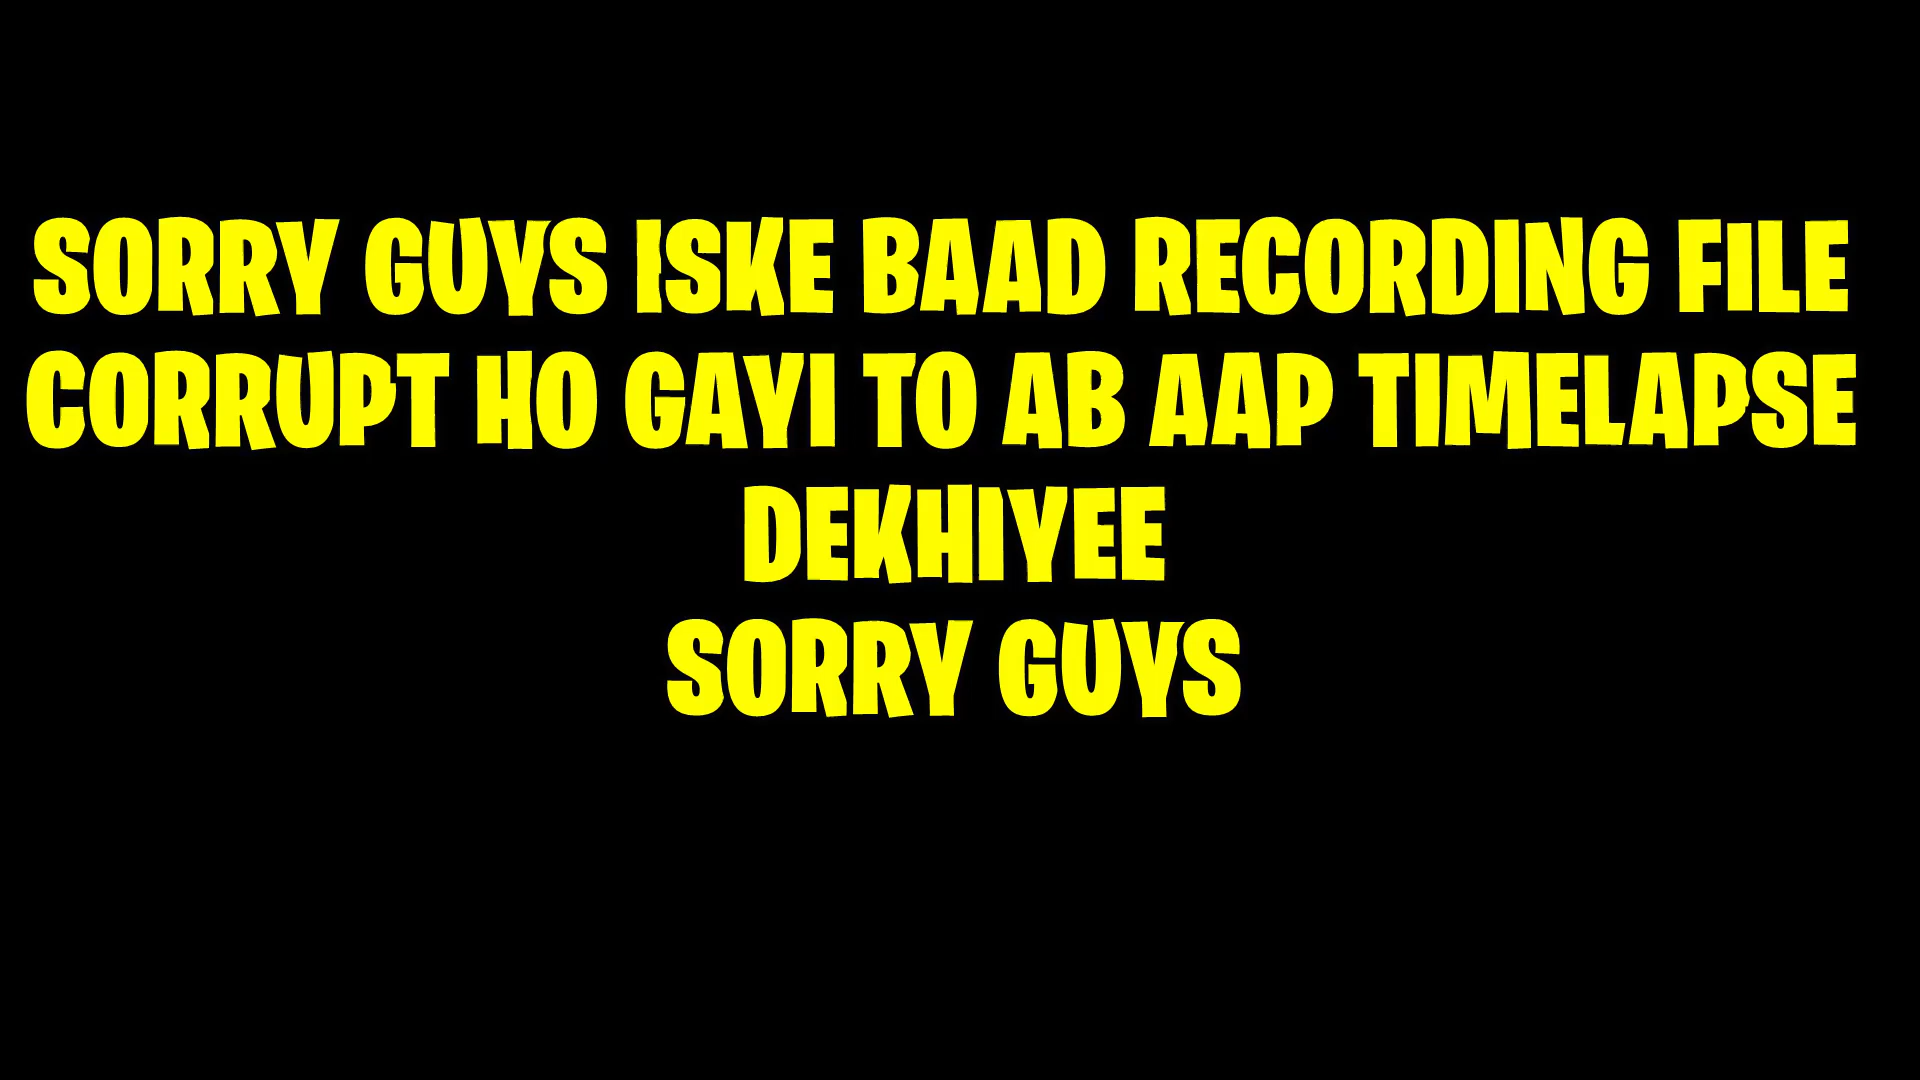 SORRY GUYS ISKE BAAD RECORDING FILE
CORRUPT HO GAYI TO AB AAP TIMELAPSE
DEKHIYEE
SORRY GUYS